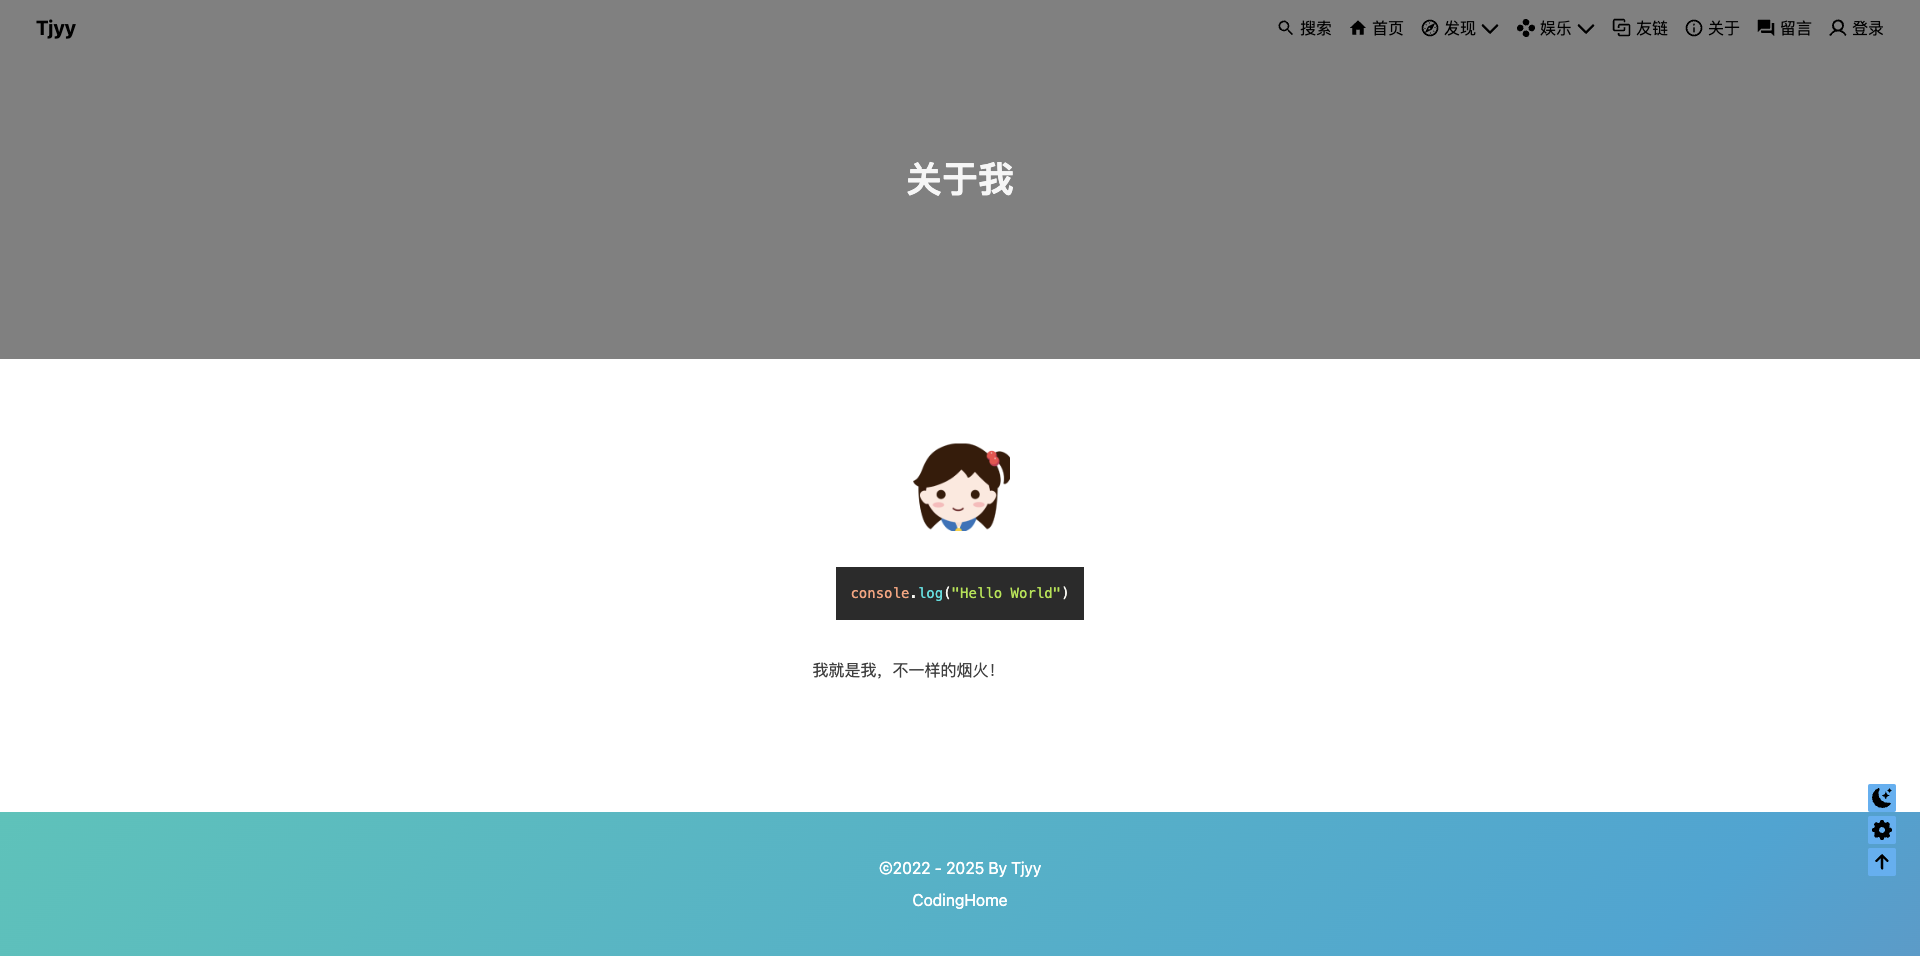 Tjyy
搜索 首页 发现 娱乐 友链 关于 留言 登录
关于我
console.log("Hello World")
我就是我，不一样的烟火！
©2022 - 2025 By Tjyy
CodingHome